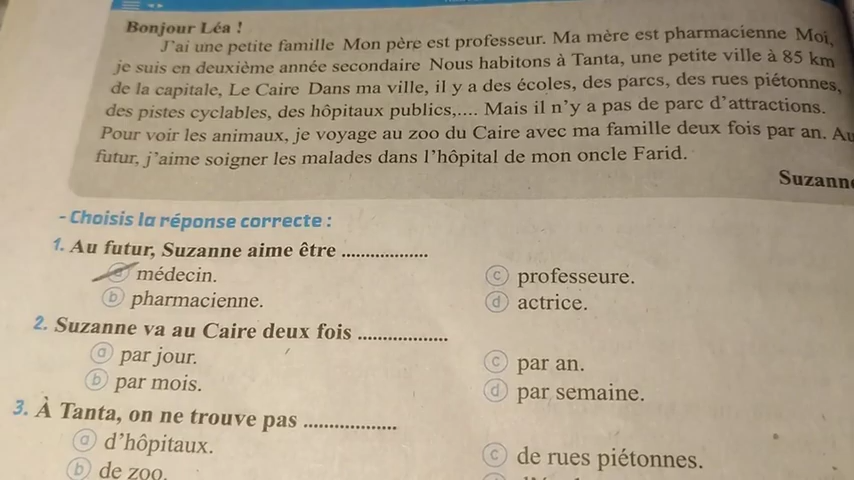 Bonjour Léa !
J'ai une petite famille Mon père est professeur. Ma mère est pharmacienne Moi,
je suis en deuxième année secondaire Nous habitons à Tanta, une petite ville à 85 km
de la capitale, Le Caire Dans ma ville, il y a des écoles, des parcs, des rues piétonnes,
des pistes cyclables, des hôpitaux publics,.... Mais il n'y a pas de parc d'attractions.
Pour voir les animaux, je voyage au zoo du Caire avec ma famille deux fois par an. Au
futur, j'aime soigner les malades dans l'hôpital de mon oncle Farid.
Suzanne
- Choisis la réponse correcte :
1. Au futur, Suzanne aime être ..................
a médecin.
c professeure.
b pharmacienne.
d actrice.
2. Suzanne va au Caire deux fois ..................
a par jour.
c par an.
b par mois.
d par semaine.
3. À Tanta, on ne trouve pas ..................
a d'hôpitaux.
c de rues piétonnes.
b de zoo.